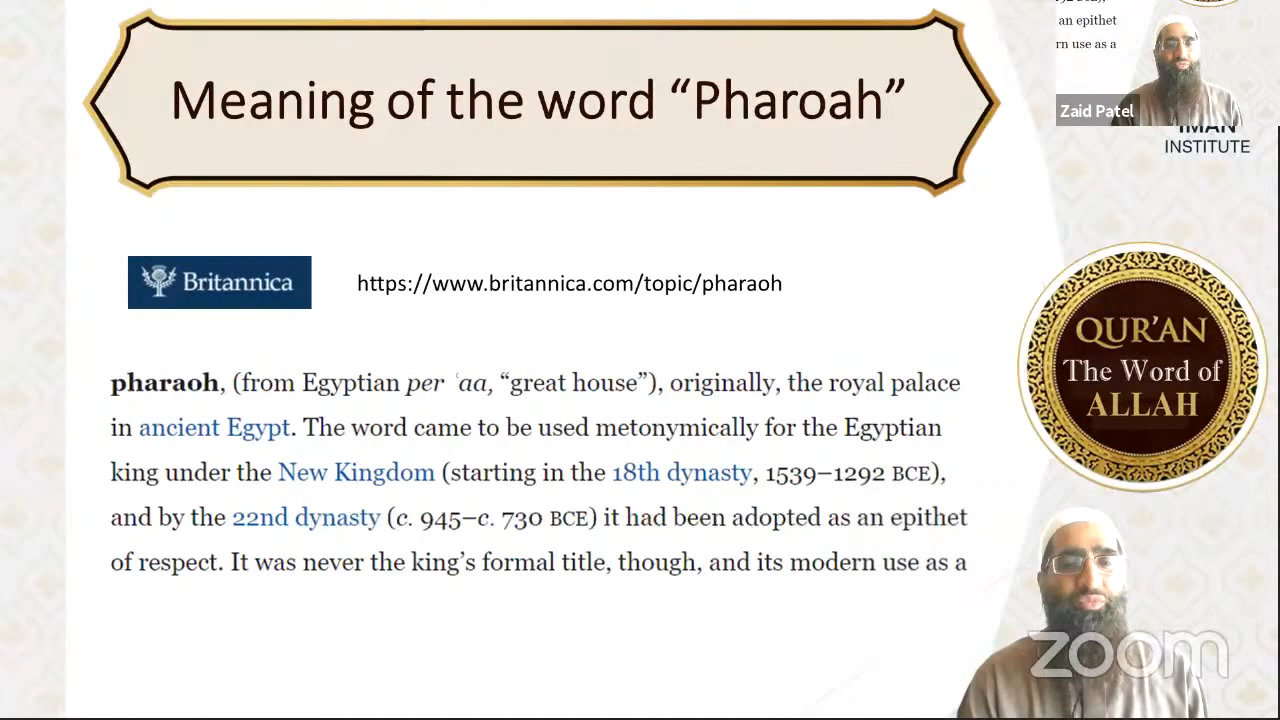 Meaning of the word “Pharoah”
Britannica
https://www.britannica.com/topic/pharaoh
pharaoh, (from Egyptian per ʿaa, “great house”), originally, the royal palace
in ancient Egypt. The word came to be used metonymically for the Egyptian
king under the New Kingdom (starting in the 18th dynasty, 1539–1292 BCE),
and by the 22nd dynasty (c. 945–c. 730 BCE) it had been adopted as an epithet
of respect. It was never the king’s formal title, though, and its modern use as a
an epithet
rn use as a
Zaid Patel
IMAN
INSTITUTE
QUR’AN
The Word of
ALLAH
zoom